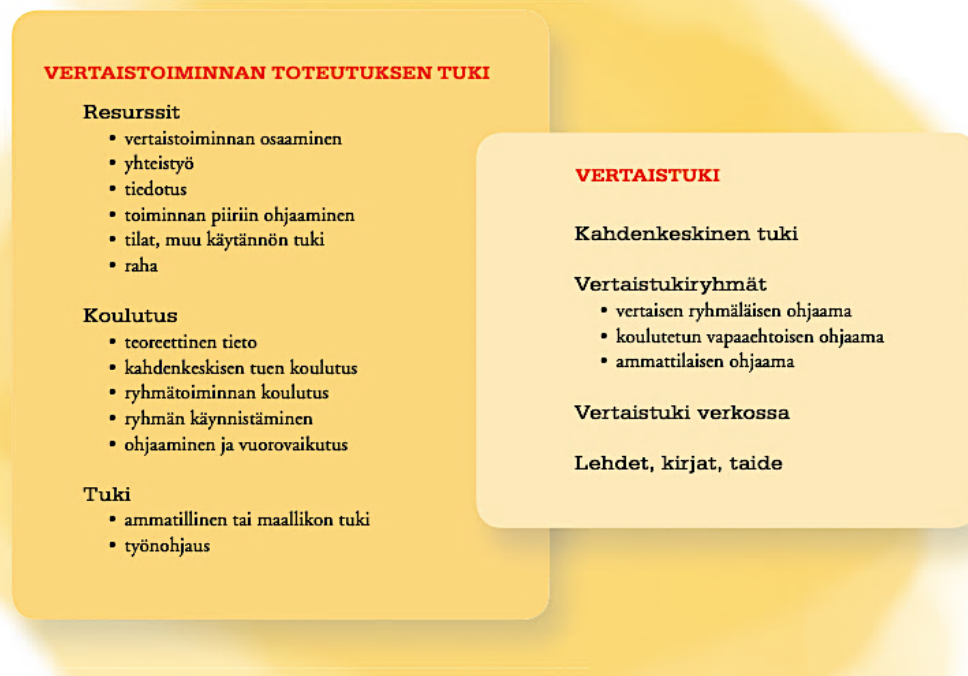 VERTAISTOIMINNAN TOTEUTUKSEN TUKI
Resurssit
• vertaistoiminnan osaaminen
• yhteistyö
• tiedotus
• toiminnan piiriin ohjaaminen
• tilat, muu käytännön tuki
• raha
Koulutus
• teoreettinen tieto
• kahdenkeskisen tuen koulutus
• ryhmätoiminnan koulutus
• ryhmän käynnistäminen
• ohjaaminen ja vuorovaikutus
Tuki
• ammatillinen tai maallikon tuki
• työnohjaus
VERTAISTUKI
Kahdenkeskinen tuki
Vertaistukiryhmät
• vertaisen ryhmäläisen ohjaama
• koulutetun vapaaehtoisen ohjaama
• ammattilaisen ohjaama
Vertaistuki verkossa
Lehdet, kirjat, taide